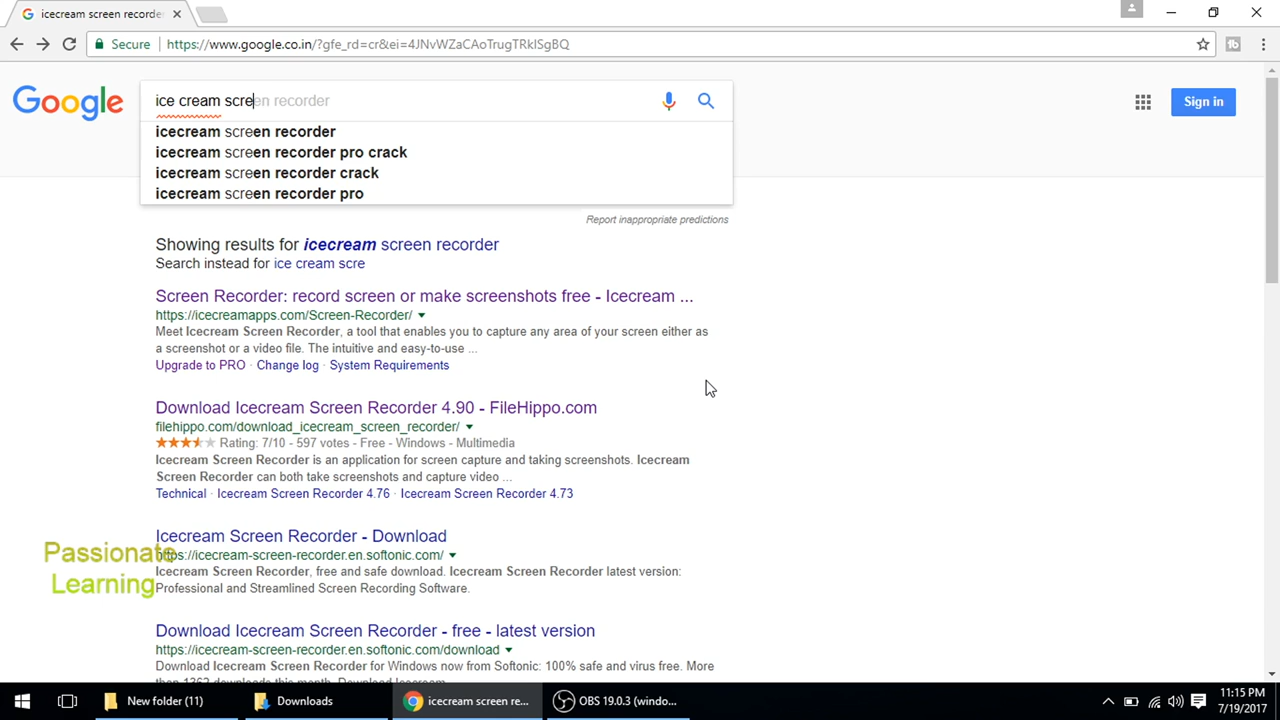 icecream screen recorde
Secure https://www.google.co.in/?gfe_rd=cr&ei=4JNvWZaCAoTrugTRkISgBQ
Google
ice cream screen recorder
Sign in
icecream screen recorder
icecream screen recorder pro crack
icecream screen recorder crack
icecream screen recorder pro
Report inappropriate predictions
Showing results for icecream screen recorder
Search instead for ice cream scre
Screen Recorder: record screen or make screenshots free - Icecream ...
https://icecreamapps.com/Screen-Recorder/
Meet Icecream Screen Recorder, a tool that enables you to capture any area of your screen either as
a screenshot or a video file. The intuitive and easy-to-use ...
Upgrade to PRO · Change log · System Requirements
Download Icecream Screen Recorder 4.90 - FileHippo.com
filehippo.com/download_icecream_screen_recorder/
Rating: 7/10 - 597 votes - Free - Windows - Multimedia
Icecream Screen Recorder is an application for screen capture and taking screenshots. Icecream
Screen Recorder can both take screenshots and capture video ...
Technical · Icecream Screen Recorder 4.76 · Icecream Screen Recorder 4.73
Icecream Screen Recorder - Download
https://icecream-screen-recorder.en.softonic.com/
Icecream Screen Recorder, free and safe download. Icecream Screen Recorder latest version:
Professional and Streamlined Screen Recording Software.
Passionate
Learning
Download Icecream Screen Recorder - free - latest version
https://icecream-screen-recorder.en.softonic.com/download
Download Icecream Screen Recorder for Windows now from Softonic: 100% safe and virus free. More
than 1362 downloads this month. Download Icecream
New folder (11)
Downloads
icecream screen re...
OBS 19.0.3 (windo...
11:15 PM
7/19/2017